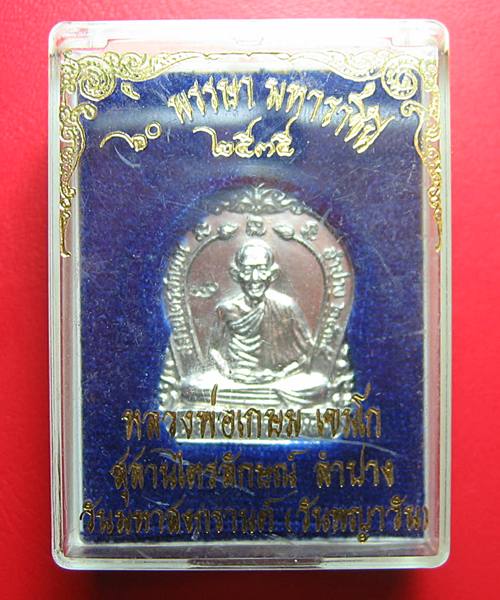 ๖๐ พรรษา มหาราชินี
๒๕๓๕
หลวงพ่อเกษม เขมโก
สุสานไตรลักษณ์ ลำปาง
วันมหาสงกรานต์ (วันพญาวัน)